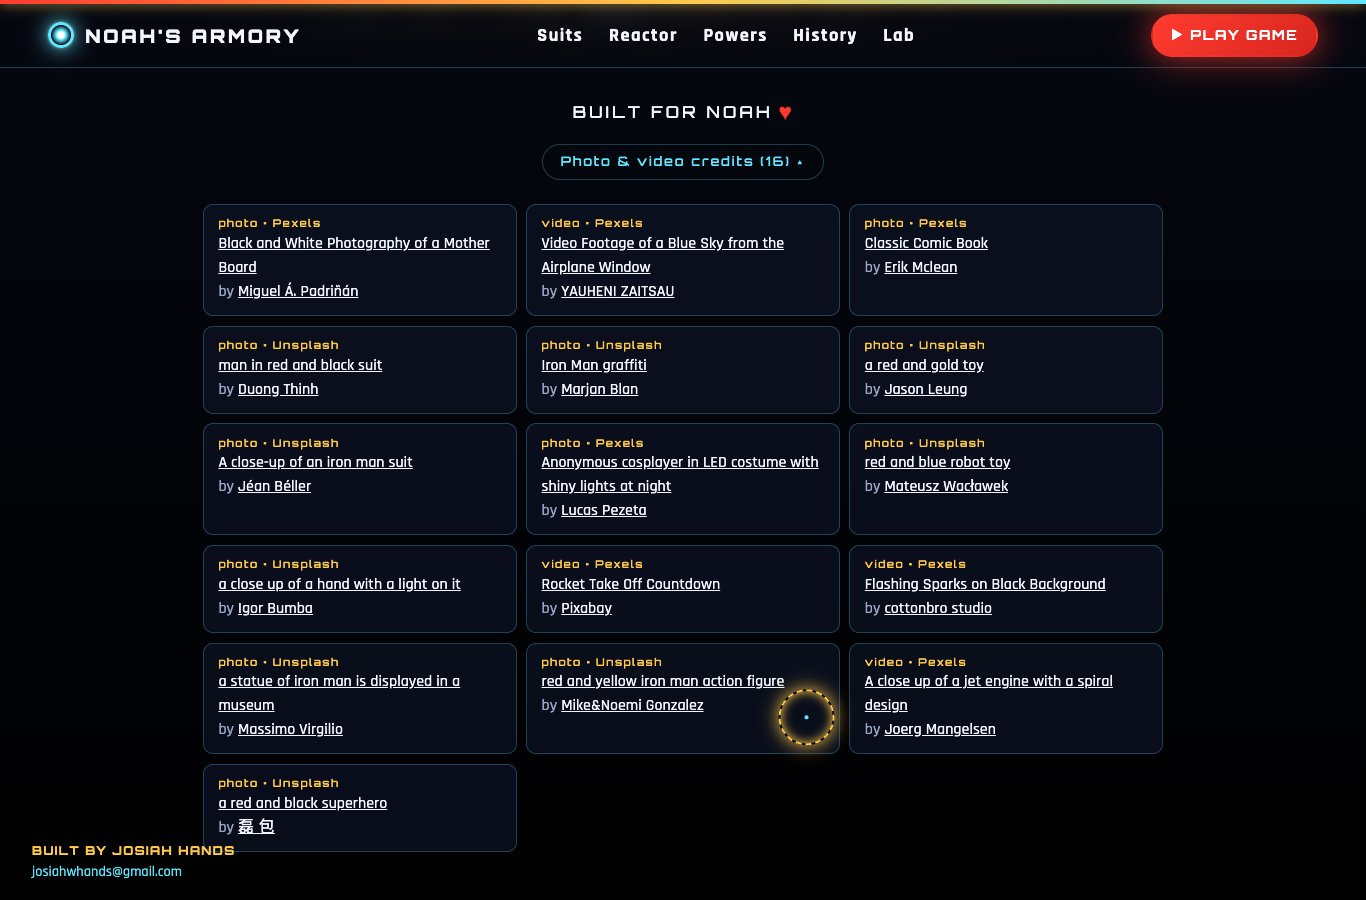 NOAH'S ARMORY
Suits Reactor Powers History Lab
▶ PLAY GAME
BUILT FOR NOAH ♥
Photo & video credits (16) ▴
photo • Pexels
Black and White Photography of a Mother
Board
by Miguel Á. Padriñán
video • Pexels
Video Footage of a Blue Sky from the
Airplane Window
by YAUHENI ZAITSAU
photo • Pexels
Classic Comic Book
by Erik Mclean
photo • Unsplash
man in red and black suit
by Duong Thinh
photo • Unsplash
Iron Man graffiti
by Marjan Blan
photo • Unsplash
a red and gold toy
by Jason Leung
photo • Unsplash
A close-up of an iron man suit
by Jéan Béller
photo • Pexels
Anonymous cosplayer in LED costume with
shiny lights at night
by Lucas Pezeta
photo • Unsplash
red and blue robot toy
by Mateusz Wacławek
photo • Unsplash
a close up of a hand with a light on it
by Igor Bumba
video • Pexels
Rocket Take Off Countdown
by Pixabay
video • Pexels
Flashing Sparks on Black Background
by cottonbro studio
photo • Unsplash
a statue of iron man is displayed in a
museum
by Massimo Virgilio
photo • Unsplash
red and yellow iron man action figure
by Mike&Noemi Gonzalez
video • Pexels
A close up of a jet engine with a spiral
design
by Joerg Mangelsen
photo • Unsplash
a red and black superhero
by 磊 包
BUILT BY JOSIAH HANDS
josiahwhands@gmail.com